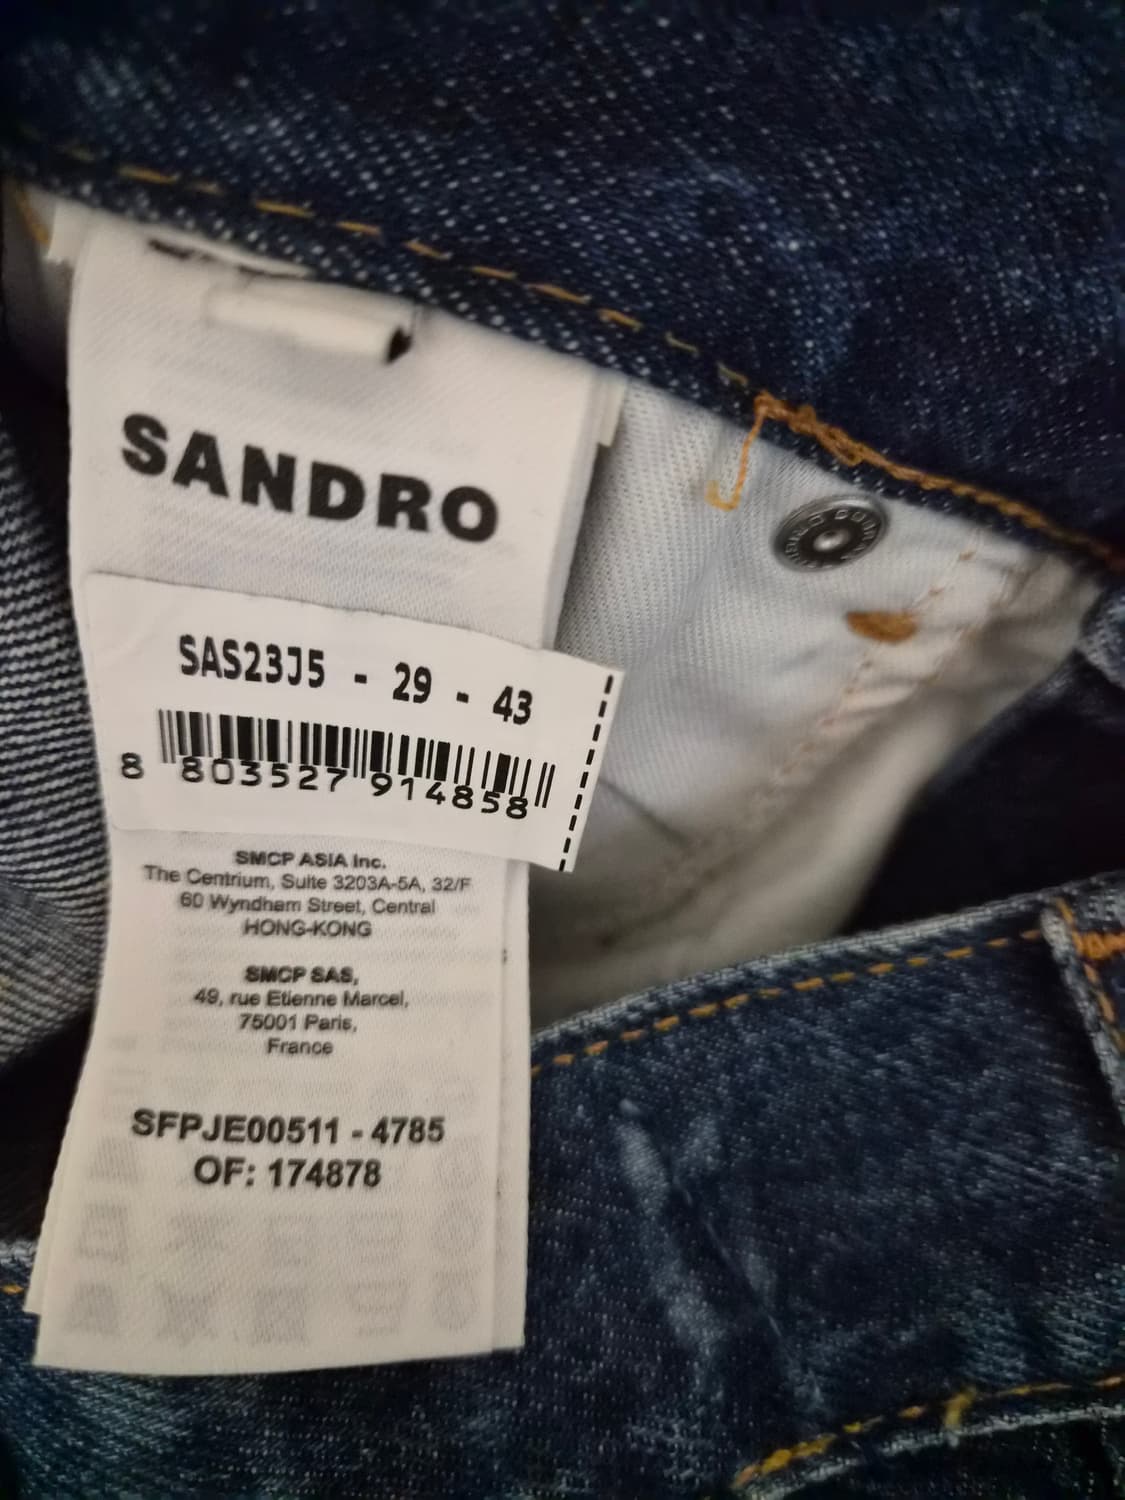 SANDRO
SAS23J5 - 29 - 43
8 803527 914858
SMCP ASIA Inc.
The Centrium, Suite 3203A-5A, 32/F
60 Wyndham Street, Central
HONG-KONG
SMCP SAS,
49, rue Etienne Marcel,
75001 Paris,
France
SFPJE00511 - 4785
OF: 174878